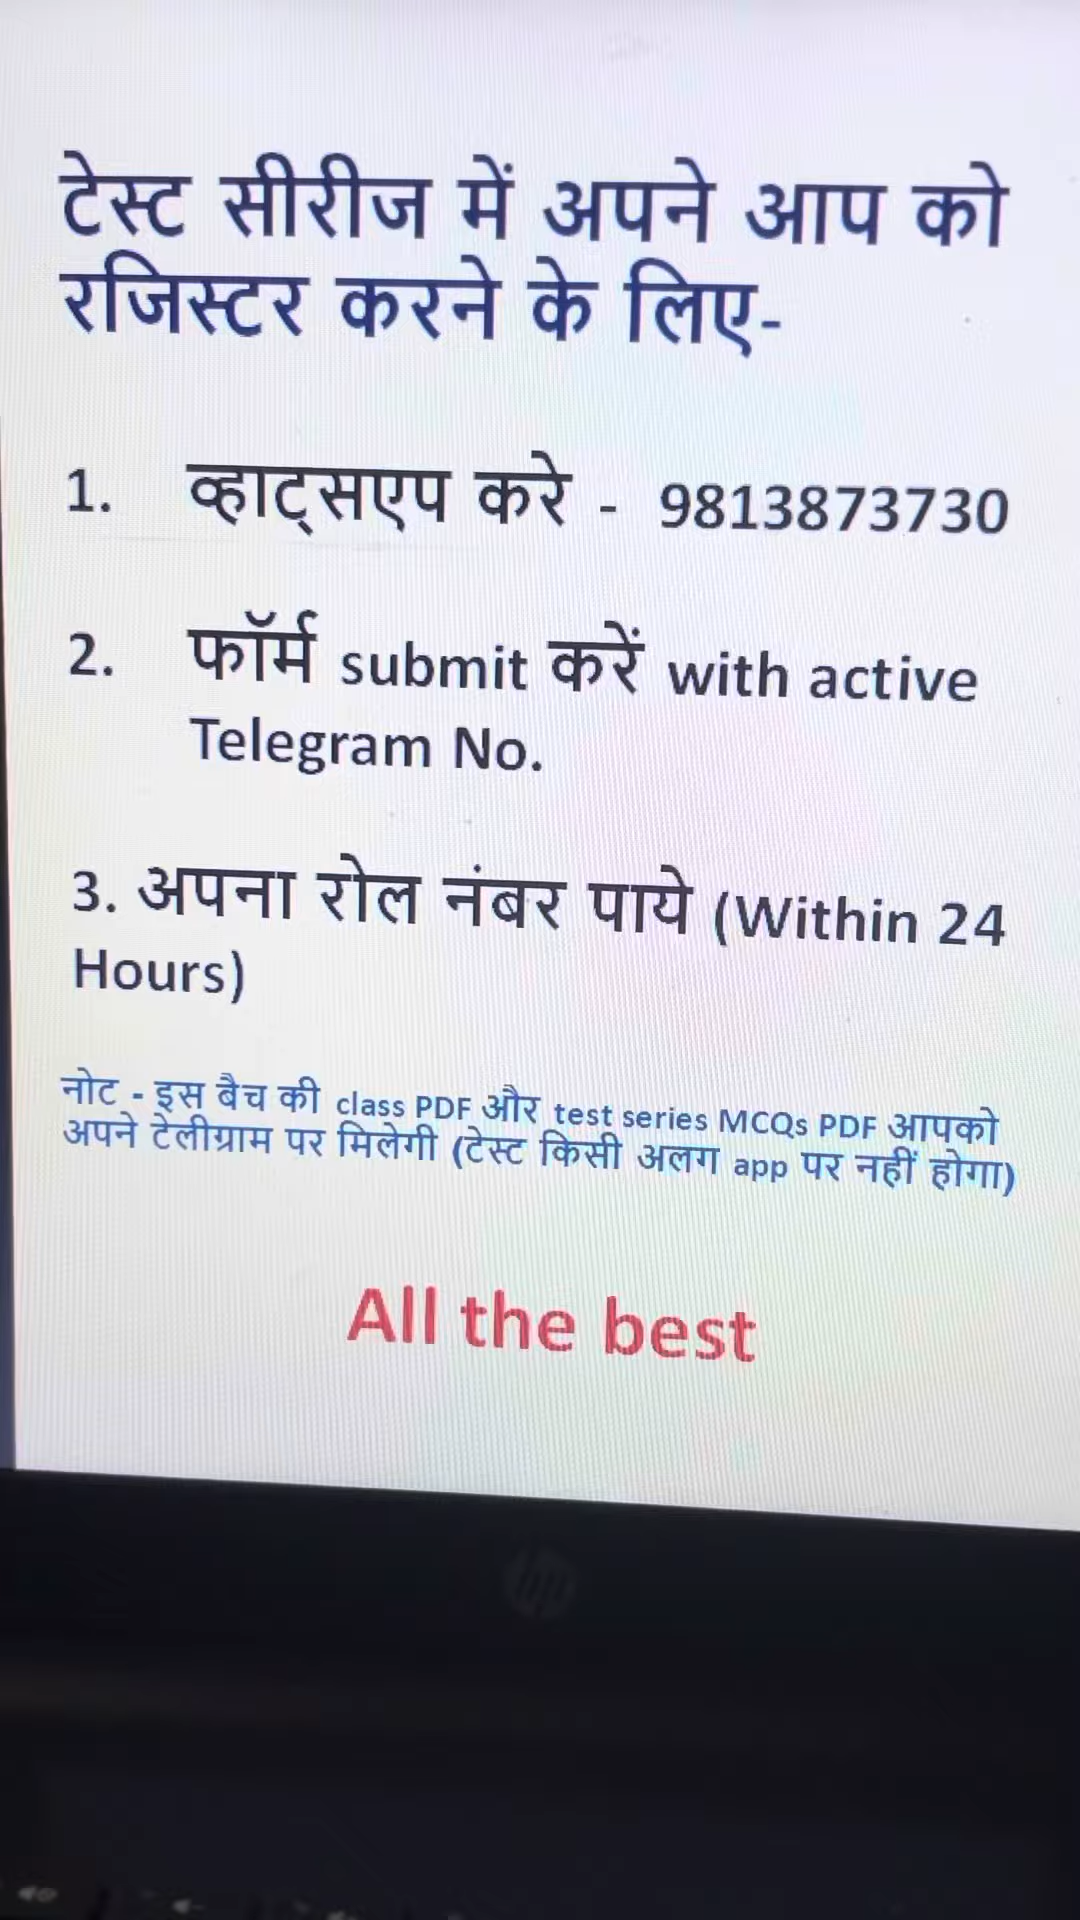 टेस्ट सीरीज में अपने आप को
रजिस्टर करने के लिए-
1. व्हाट्सएप करे - 9813873730
2. फॉर्म submit करें with active
Telegram No.
3. अपना रोल नंबर पाये (Within 24
Hours)
नोट - इस बैच की class PDF और test series MCQs PDF आपको
अपने टेलीग्राम पर मिलेगी (टेस्ट किसी अलग app पर नहीं होगा)
All the best
hp